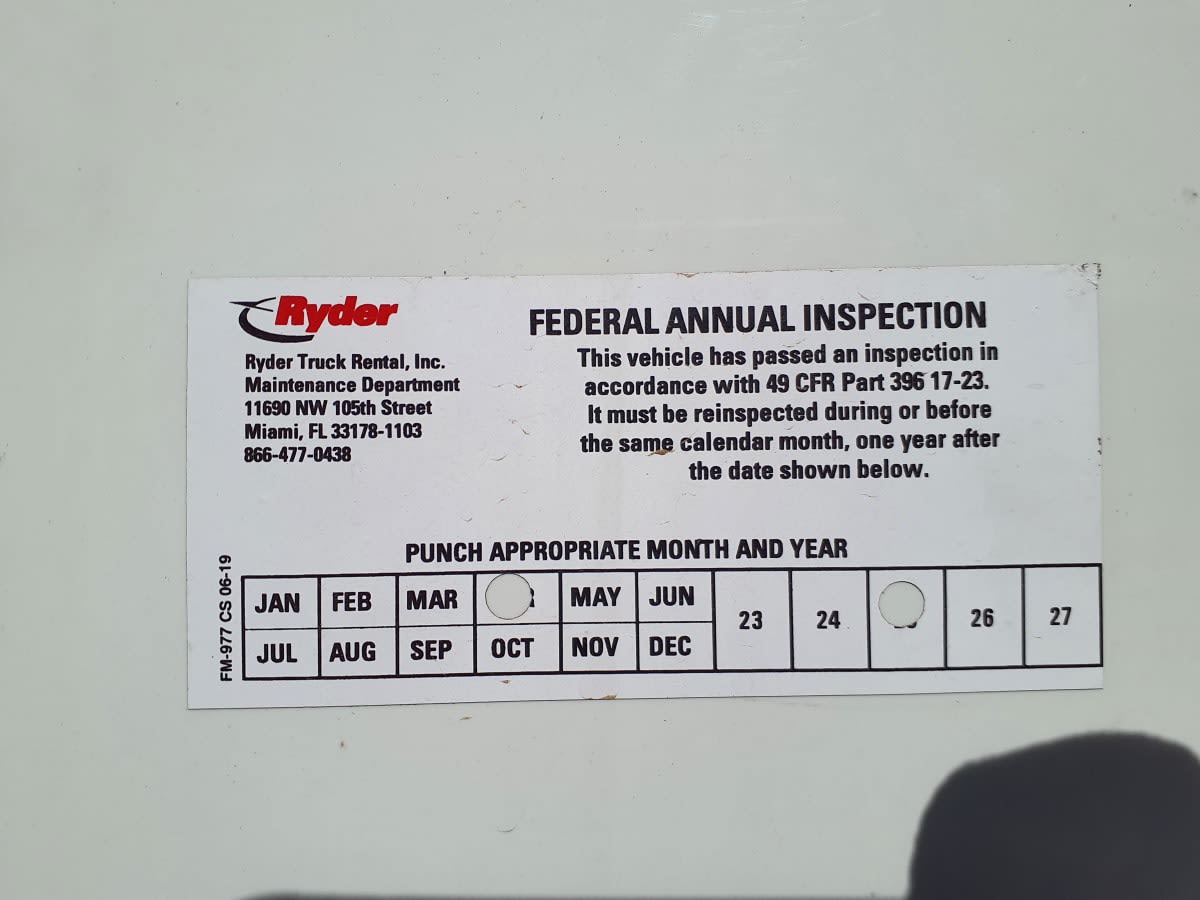 Ryder
Ryder Truck Rental, Inc.
Maintenance Department
11690 NW 105th Street
Miami, FL 33178-1103
866-477-0438
FEDERAL ANNUAL INSPECTION
This vehicle has passed an inspection in
accordance with 49 CFR Part 396 17-23.
It must be reinspected during or before
the same calendar month, one year after
the date shown below.
PUNCH APPROPRIATE MONTH AND YEAR
JAN FEB MAR MAY JUN
JUL AUG SEP OCT NOV DEC
23 24 26 27
FM-977 CS 06-19